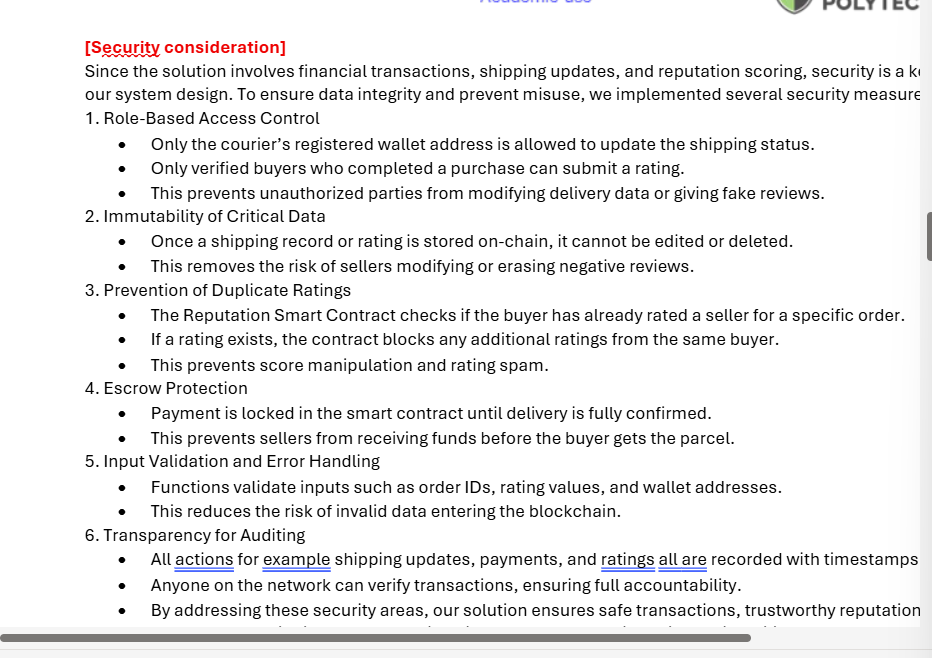 Academic use
POLYTEC
[Security consideration]
Since the solution involves financial transactions, shipping updates, and reputation scoring, security is a k
our system design. To ensure data integrity and prevent misuse, we implemented several security measure
1. Role-Based Access Control
• Only the courier’s registered wallet address is allowed to update the shipping status.
• Only verified buyers who completed a purchase can submit a rating.
• This prevents unauthorized parties from modifying delivery data or giving fake reviews.
2. Immutability of Critical Data
• Once a shipping record or rating is stored on-chain, it cannot be edited or deleted.
• This removes the risk of sellers modifying or erasing negative reviews.
3. Prevention of Duplicate Ratings
• The Reputation Smart Contract checks if the buyer has already rated a seller for a specific order.
• If a rating exists, the contract blocks any additional ratings from the same buyer.
• This prevents score manipulation and rating spam.
4. Escrow Protection
• Payment is locked in the smart contract until delivery is fully confirmed.
• This prevents sellers from receiving funds before the buyer gets the parcel.
5. Input Validation and Error Handling
• Functions validate inputs such as order IDs, rating values, and wallet addresses.
• This reduces the risk of invalid data entering the blockchain.
6. Transparency for Auditing
• All actions for example shipping updates, payments, and ratings all are recorded with timestamps
• Anyone on the network can verify transactions, ensuring full accountability.
• By addressing these security areas, our solution ensures safe transactions, trustworthy reputation